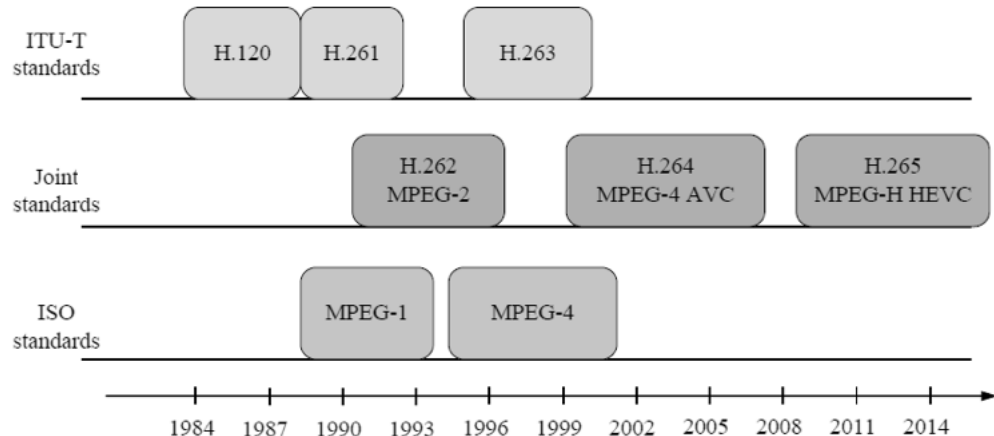 ITU-T
standards
H.120
H.261
H.263
Joint
standards
H.262
MPEG-2
H.264
MPEG-4 AVC
H.265
MPEG-H HEVC
ISO
standards
MPEG-1
MPEG-4
1984 1987 1990 1993 1996 1999 2002 2005 2008 2011 2014